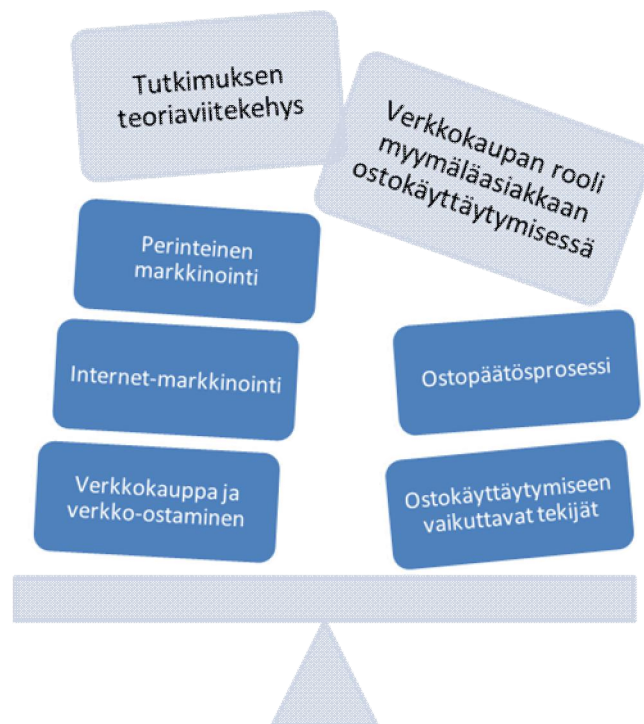 Tutkimuksen
teoriaviitekehys
Verkkokaupan rooli
myymäläasiakkaan
ostokäyttäytymisessä
Perinteinen
markkinointi
Internet-markkinointi
Verkkokauppa ja
verkko-ostaminen
Ostopäätösprosessi
Ostokäyttäytymiseen
vaikuttavat tekijät